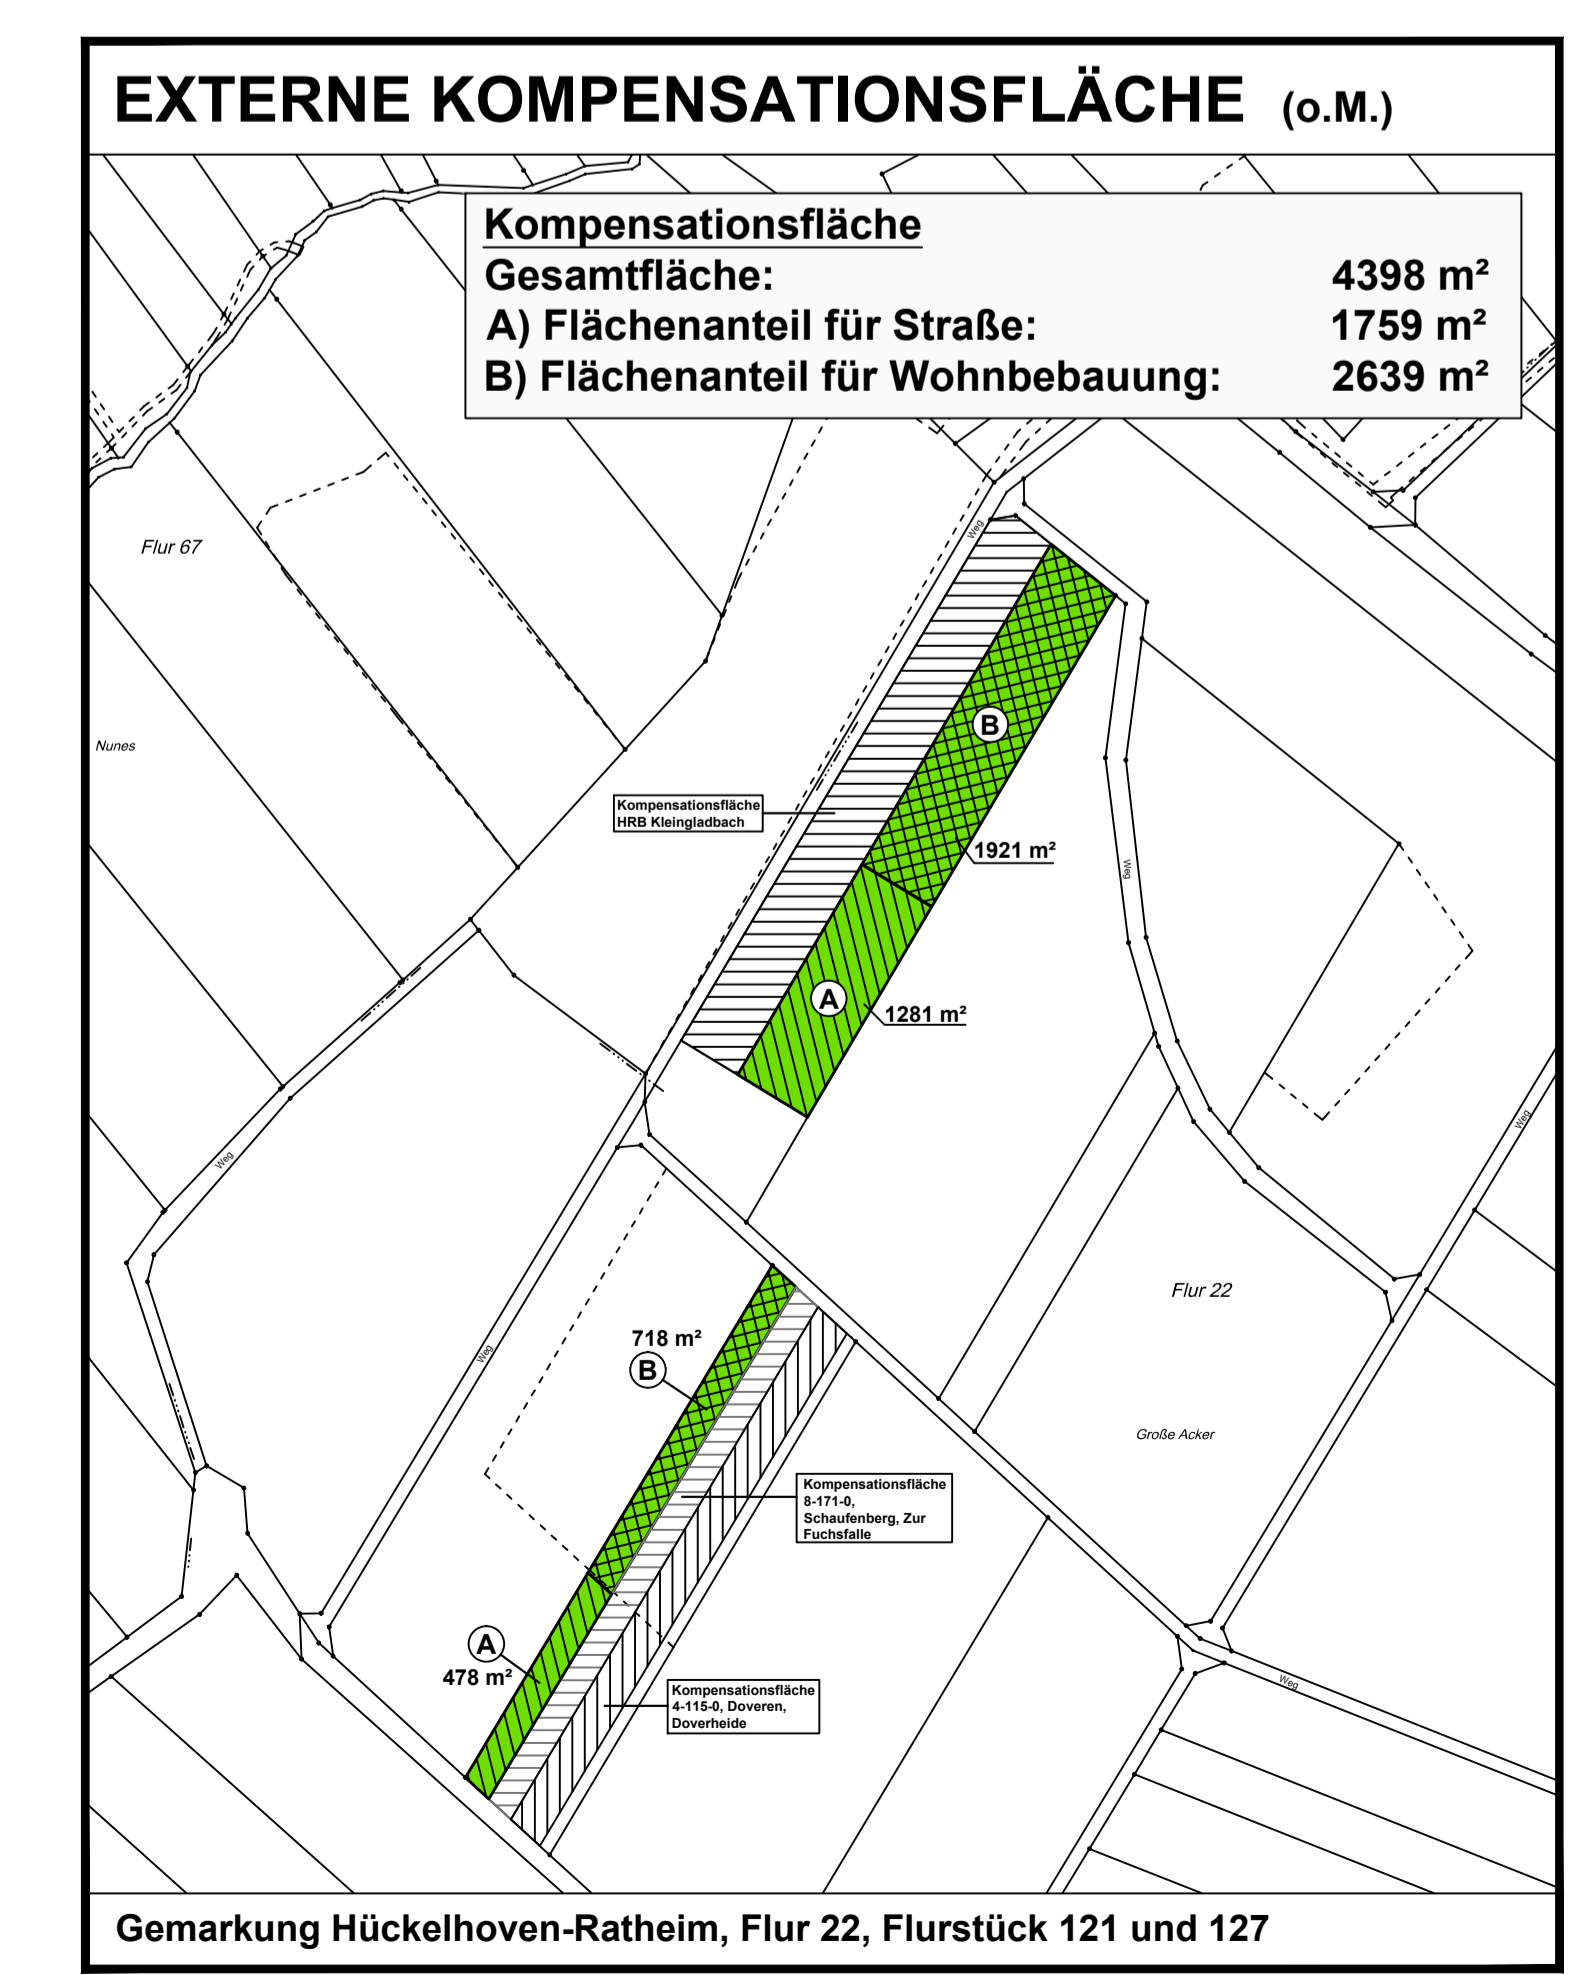 EXTERNE KOMPENSATIONSFLÄCHE (o.M.)
Kompensationsfläche
Gesamtfläche: 4398 m²
A) Flächenanteil für Straße: 1759 m²
B) Flächenanteil für Wohnbebauung: 2639 m²
Weg
Flur 67
B
Nunes
Kompensationsfläche
HRB Kleingladbach
1921 m²
Weg
A
1281 m²
Weg
Weg
Flur 22
718 m²
Weg
B
Große Acker
Kompensationsfläche
8-171-0,
Schaufenberg, Zur
Fuchsfalle
A
478 m²
Weg
Kompensationsfläche
4-115-0, Doveren,
Doverheide
Gemarkung Hückelhoven-Ratheim, Flur 22, Flurstück 121 und 127